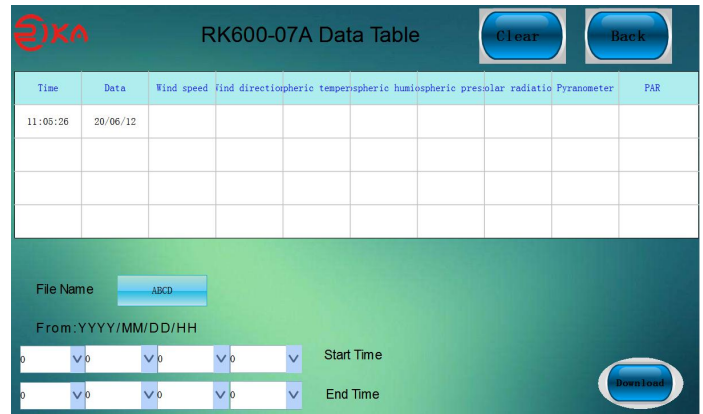 RKA
RK600-07A Data Table
Clear
Back
Time Data Wind speed Wind directio pheric temper spheric humi ospheric pres olar radiatio Pyranometer PAR
11:05:26 20/06/12
File Name ABCD
From:YYYY/MM/DD/HH
0 0 0 0 Start Time
0 0 0 0 End Time
Download